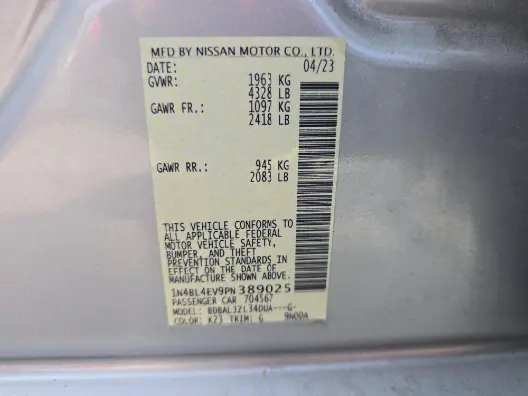 MFD BY NISSAN MOTOR CO., LTD.
DATE: 04/23
GVWR: 1963 KG
4328 LB
GAWR FR.: 1097 KG
2418 LB
GAWR RR.: 945 KG
2083 LB
THIS VEHICLE CONFORMS TO
ALL APPLICABLE FEDERAL
MOTOR VEHICLE SAFETY,
BUMPER, AND THEFT
PREVENTION STANDARDS IN
EFFECT ON THE DATE OF
MANUFACTURE SHOWN ABOVE.
1N4BL4EV9PN389025
PASSENGER CAR 704567
MODEL: BDBALJZL34DUA---G-
COLOR: K23 TRIM: G 9N00A